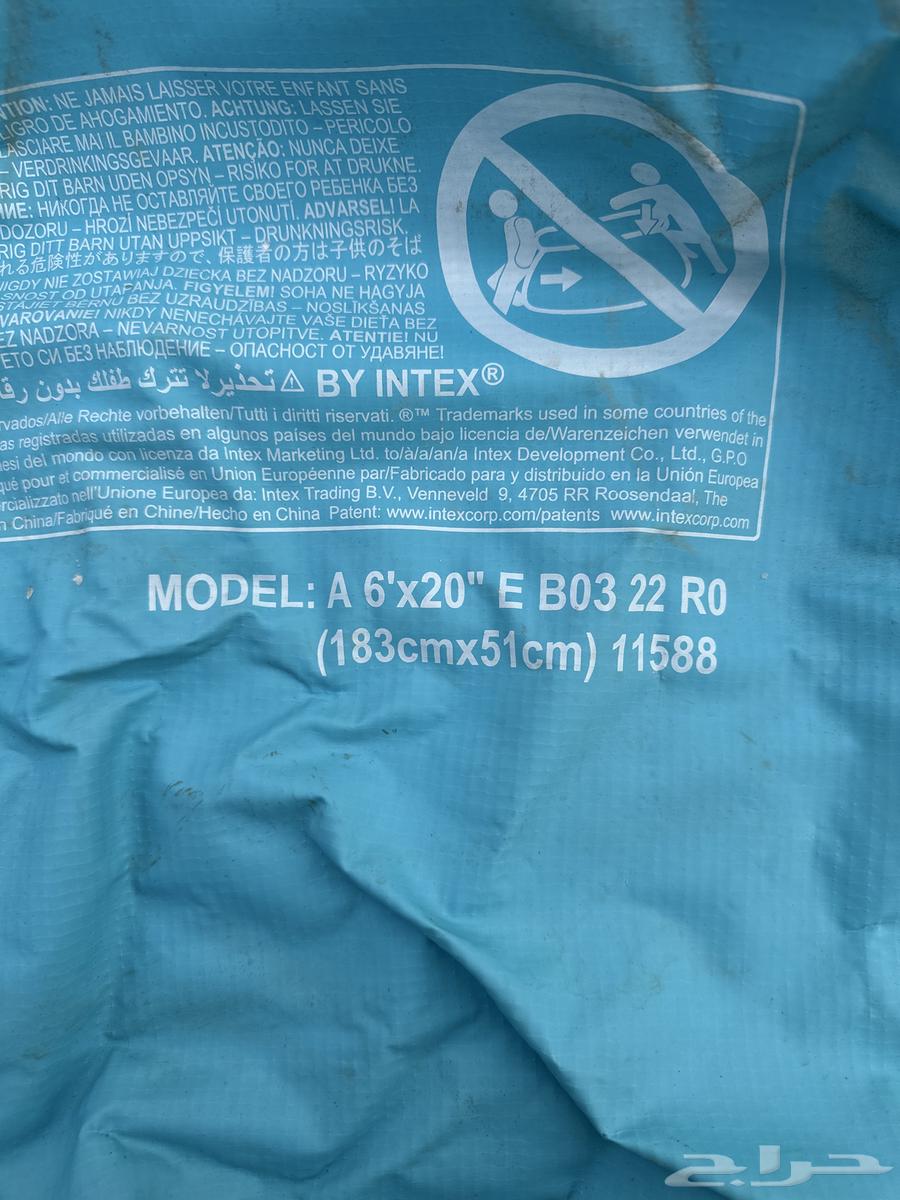 TION: NE JAMAIS LAISSER VOTRE ENFANT SANS
LIGRO DE AHOGAMIENTO. ACHTUNG: LASSEN SIE
LASCIARE MAI IL BAMBINO INCUSTODITO – PERICOLO
– VERDRINKINGSGEVAAR. ATENÇÃO: NUNCA DEIXE
RIG DIT BARN UDEN OPSYN – RISIKO FOR AT DRUKNE.
НИЕ: НИКОГДА НЕ ОСТАВЛЯЙТЕ СВОЕГО РЕБЕНКА БЕЗ
DOZORU – HROZÍ NEBEZPEČÍ UTONUTÍ. ADVARSEL! LA
RIG DITT BARN UTAN UPPSIKT – DRUNKNINGSRISK.
れる危険性がありますので、保護者の方は子供のそば
NIGDY NIE ZOSTAWIAJ DZIECKA BEZ NADZORU – RYZYKO
SNOST OD UTAPANJA. FIGYELEM! SOHA NE HAGYJA
BEZ UZRAUDZĪBAS – NOSLĪKŠANAS
VAROVANIE! NIKDY NENECHÁVAJTE VAŠE DIEŤA BEZ
EZ NADZORA – NEVARNOST UTOPITVE. ATENTIE! NU
ЕТО СИ БЕЗ НАБЛЮДЕНИЕ – ОПАСНОСТ ОТ УДАВЯНЕ!
تحذير لا تترك طفلك بدون رقا ⚠ BY INTEX®
rvados/Alle Rechte vorbehalten/Tutti i diritti riservati. ®™ Trademarks used in some countries of the
as registradas utilizadas en algunos países del mundo bajo licencia de/Warenzeichen verwendet in
esi del mondo con licenza da Intex Marketing Ltd. to/à/a/an/a Intex Development Co., Ltd., G.P.O
qué pour et commercialisé en Union Européenne par/Fabricado para y distribuido en la Unión Europea
rcializzato nell'Unione Europea da: Intex Trading B.V., Venneveld 9, 4705 RR Roosendaal, The
n China/Fabriqué en Chine/Hecho en China Patent: www.intexcorp.com/patents www.intexcorp.com
MODEL: A 6'x20" E B03 22 R0
(183cmx51cm) 11588
حراج